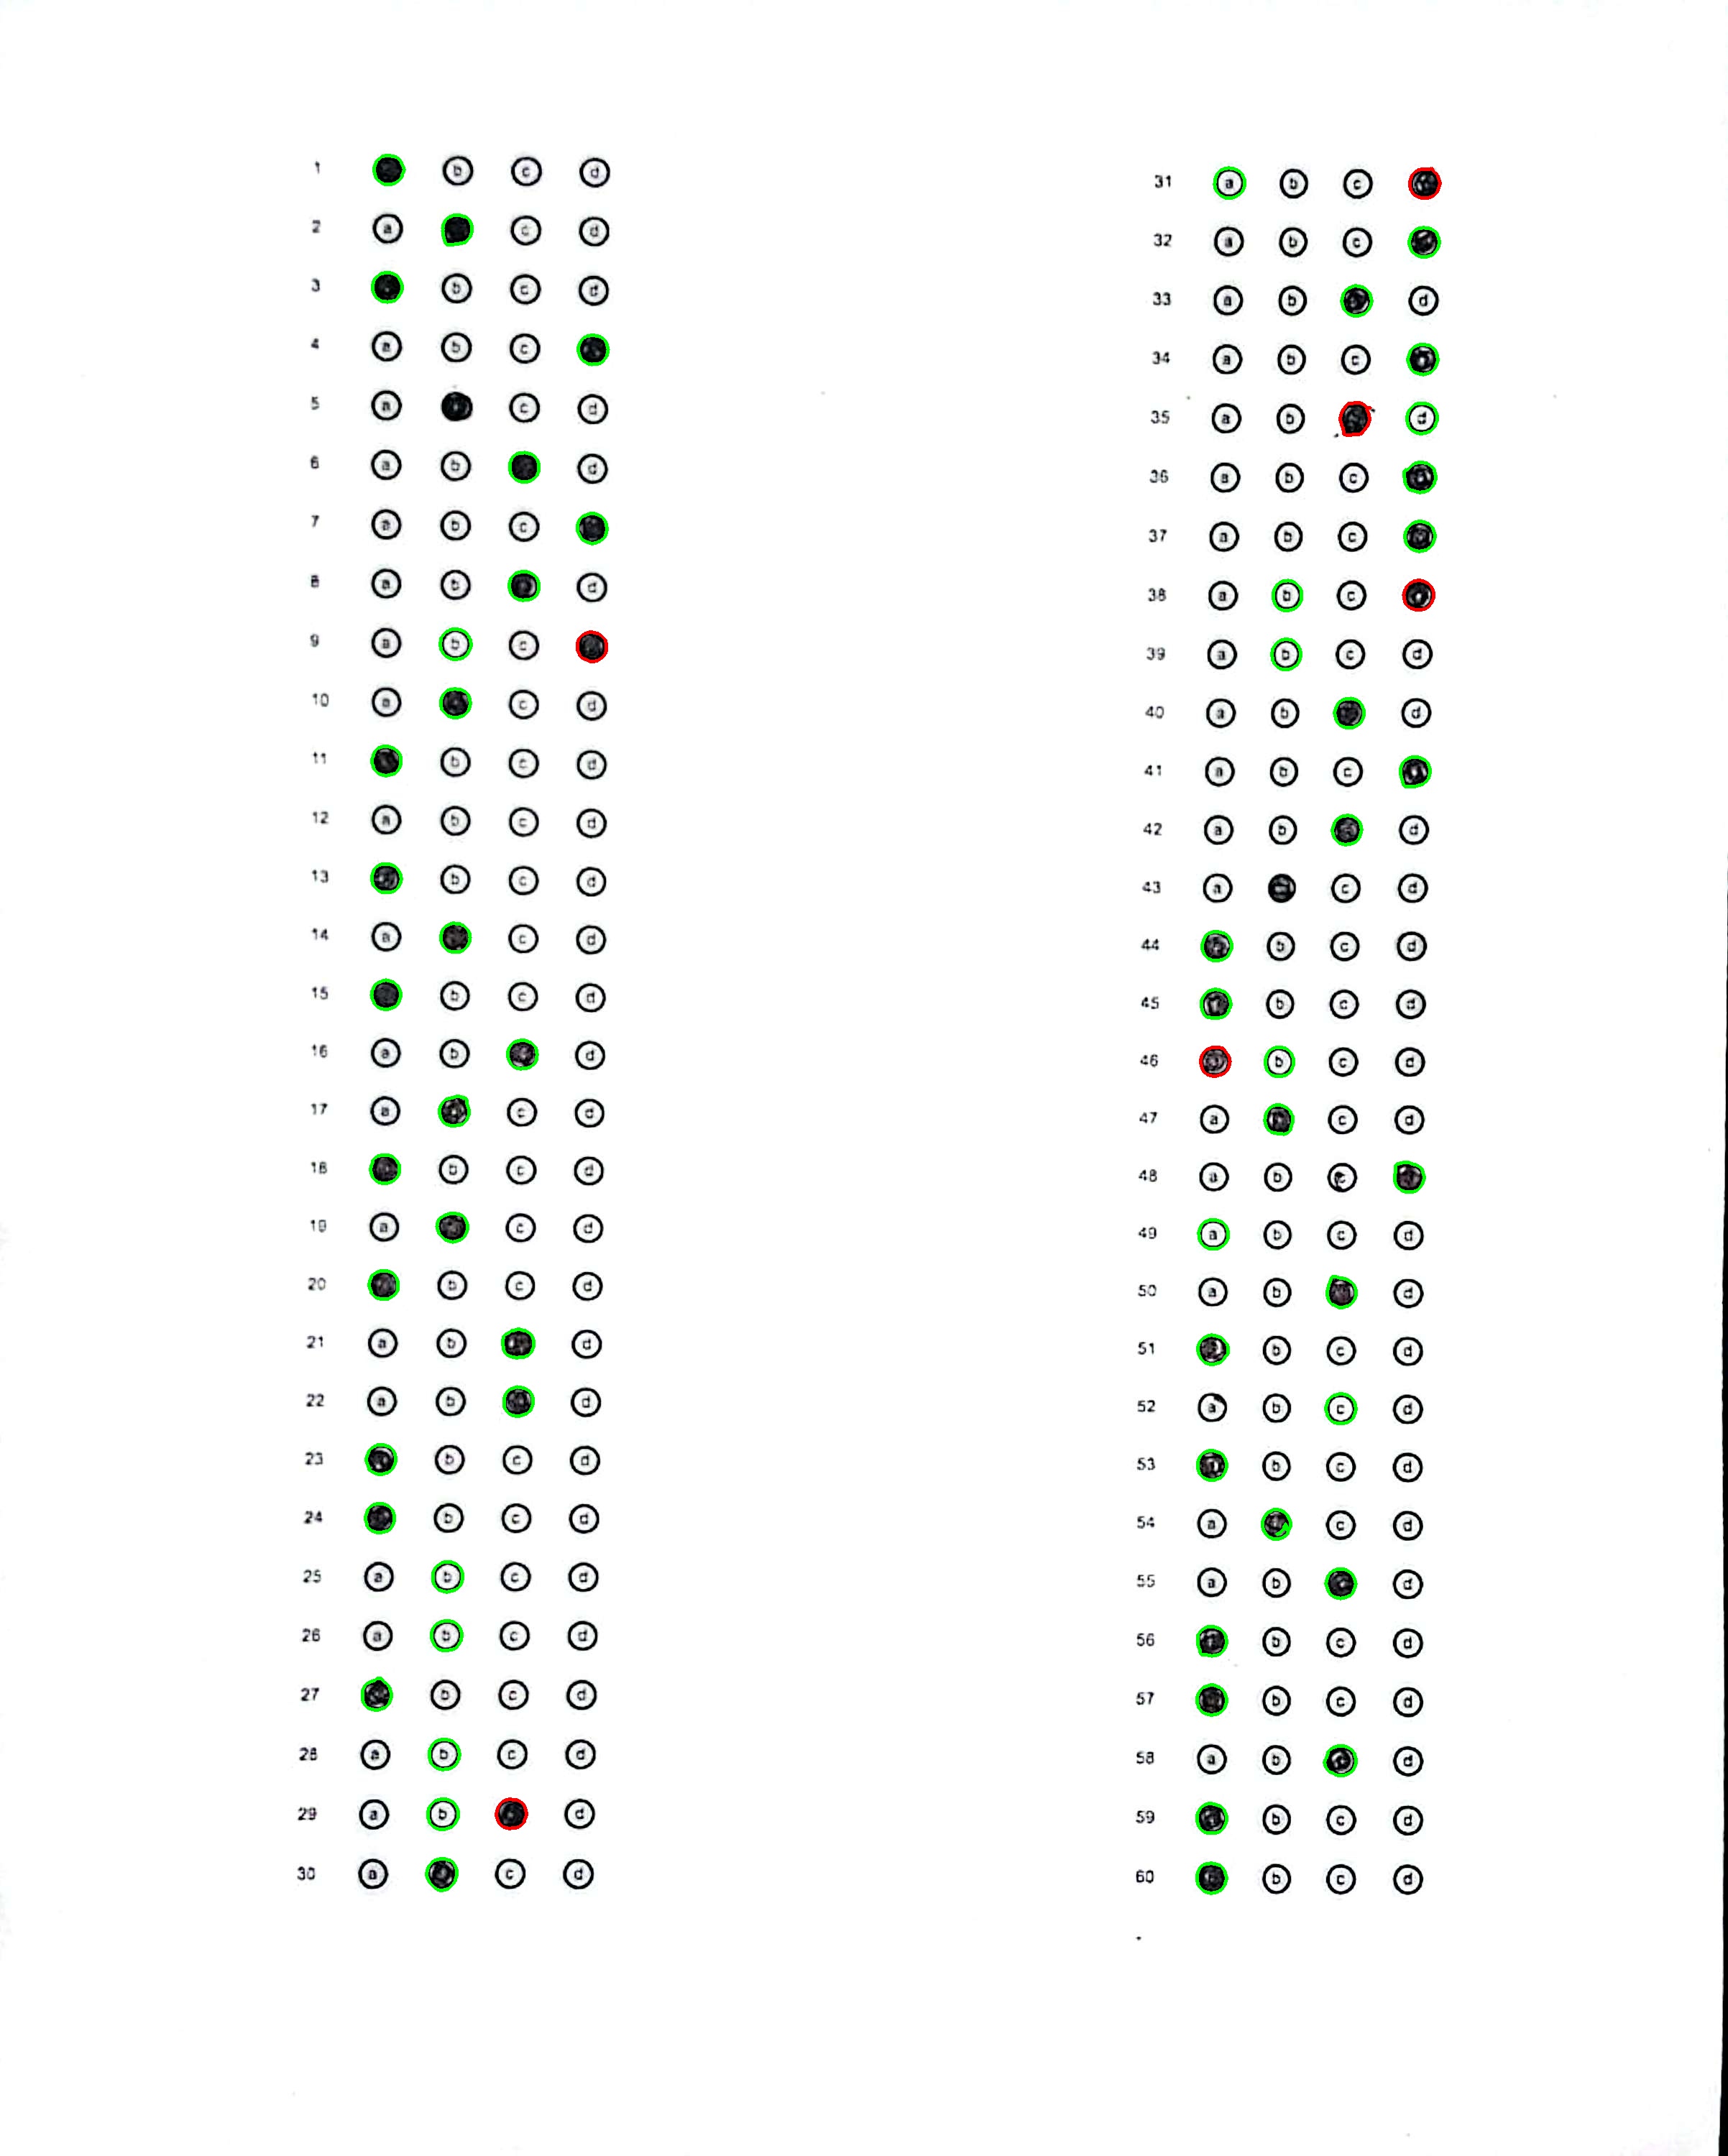 1 b c d
2 a c d
3 b c d
4 a b c
5 a c d
6 a b d
7 a b c
8 a b d
9 a b c
10 a c d
11 b c d
12 a b c d
13 b c d
14 a c d
15 b c d
16 a b d
17 a c d
18 b c d
19 a c d
20 b c d
21 a b d
22 a b d
23 b c d
24 b c d
25 a b c d
26 a b c d
27 b c d
28 a b c d
29 a b d
30 a c d
31 a b c
32 a b c
33 a b d
34 a b c
35 a b d
36 a b c
37 a b c
38 a b c
39 a b c d
40 a b d
41 a b c
42 a b d
43 a c d
44 b c d
45 b c d
46 b c d
47 a c d
48 a b c
49 a b c d
50 a b d
51 b c d
52 a b c d
53 b c d
54 a c d
55 a b d
56 b c d
57 b c d
58 a b d
59 b c d
60 b c d